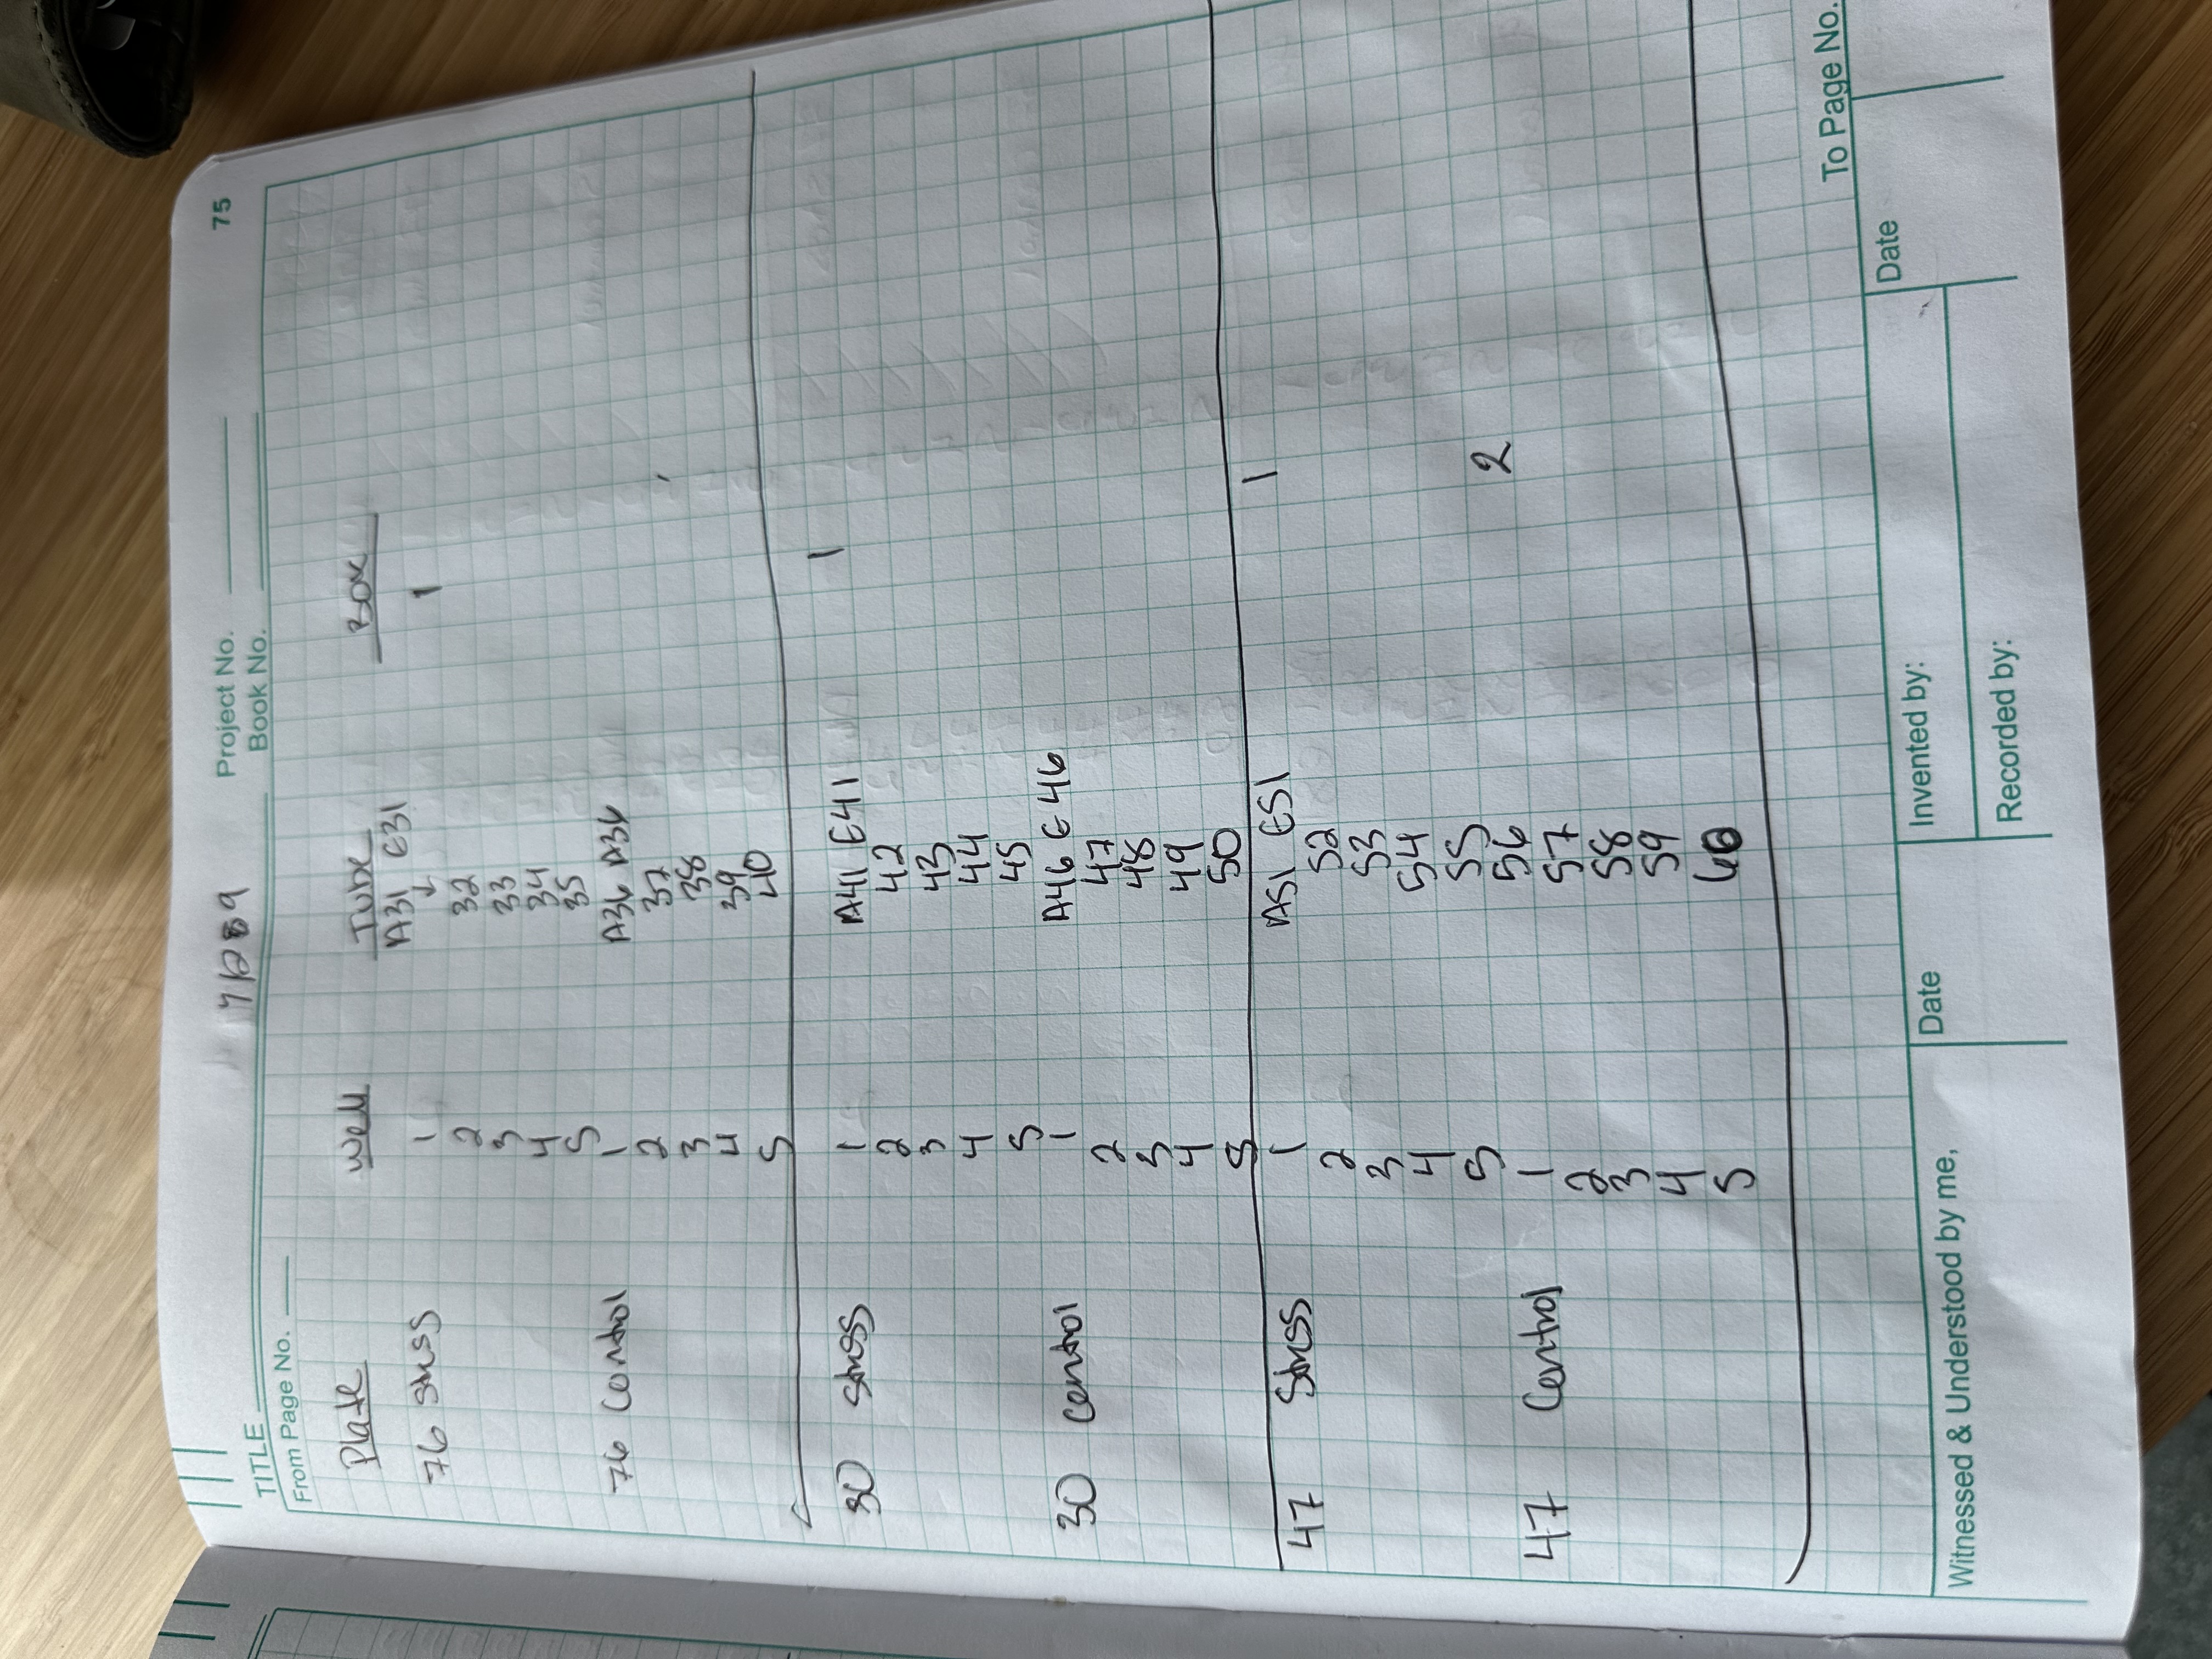 75
Project No.
Book No.
TITLE
From Page No.
Plate Well Tube Box
76 Stress 1 A31 E31 1
2 32
3 33
4 34
5 35
76 Control 1 A36 A36
2 37
3 38
4 39
5 40
30 Stress 1 A41 E41 1
2 42
3 43
4 44
5 45
30 Control 1 A46 E46
2 47
3 48
4 49
5 50
47 Stress 1 A51 E51 1
2 52
3 53
4 54
5 55
47 Control 1 56 2
2 57
3 58
4 59
5 60
To Page No.
Witnessed & Understood by me,
Date
Invented by:
Date
Recorded by: